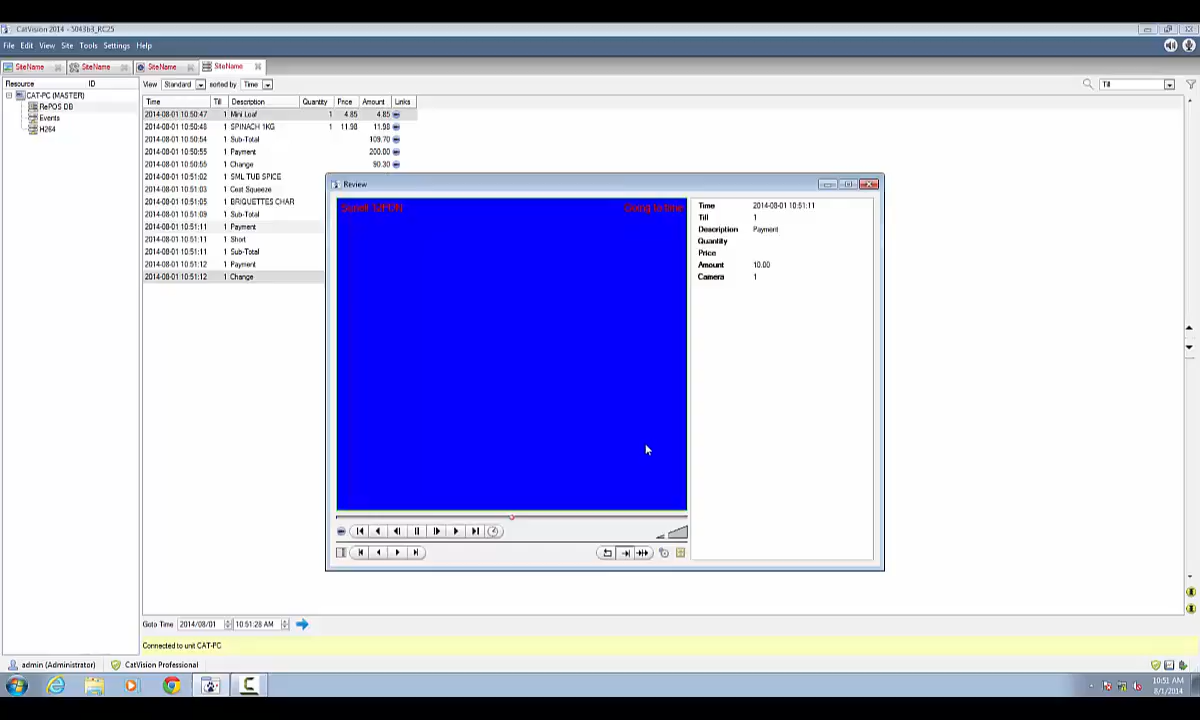 CatVision 2014 - 5043b3_RC25
File Edit View Site Tools Settings Help
SiteName SiteName SiteName SiteName
Resource ID
CAT-PC (MASTER)
RePOS DB
Events
H264
View Standard sorted by Time Till
Time Till Description Quantity Price Amount Links
2014-08-01 10:50:47 1 Mini Loaf 1 4.85 4.85
2014-08-01 10:50:48 1 SPINACH 1KG 1 11.98 11.98
2014-08-01 10:50:54 1 Sub-Total 109.70
2014-08-01 10:50:55 1 Payment 200.00
2014-08-01 10:50:55 1 Change 90.30
2014-08-01 10:51:02 1 SML TUB SPICE
2014-08-01 10:51:03 1 Cost Squeeze
2014-08-01 10:51:05 1 BRIQUETTES CHAR
2014-08-01 10:51:09 1 Sub-Total
2014-08-01 10:51:11 1 Payment
2014-08-01 10:51:11 1 Short
2014-08-01 10:51:11 1 Sub-Total
2014-08-01 10:51:12 1 Payment
2014-08-01 10:51:12 1 Change
Review
Going to time
Time 2014-08-01 10:51:11
Till 1
Description Payment
Quantity
Price
Amount 10.00
Camera 1
Goto Time 2014/08/01 10:51:28 AM
Connected to unit CAT-PC
admin (Administrator) CatVision Professional
10:51 AM
8/1/2014